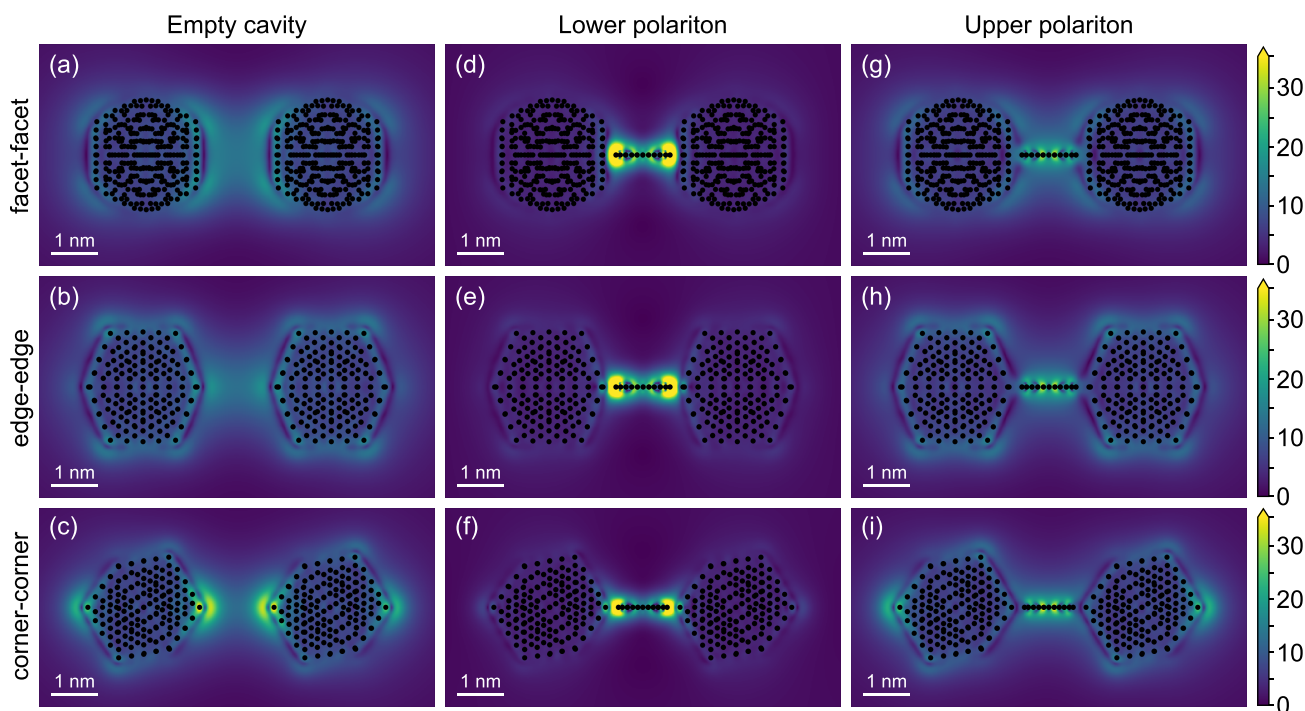 Empty cavity Lower polariton Upper polariton
facet-facet
(a) 1 nm
(d)
(g) 1 nm
30
20
10
0
edge-edge
(b) 1 nm
(e) 1 nm
(h) 1 nm
30
20
10
0
corner-corner
(c) 1 nm
(f) 1 nm
(i) 1 nm
30
20
10
0